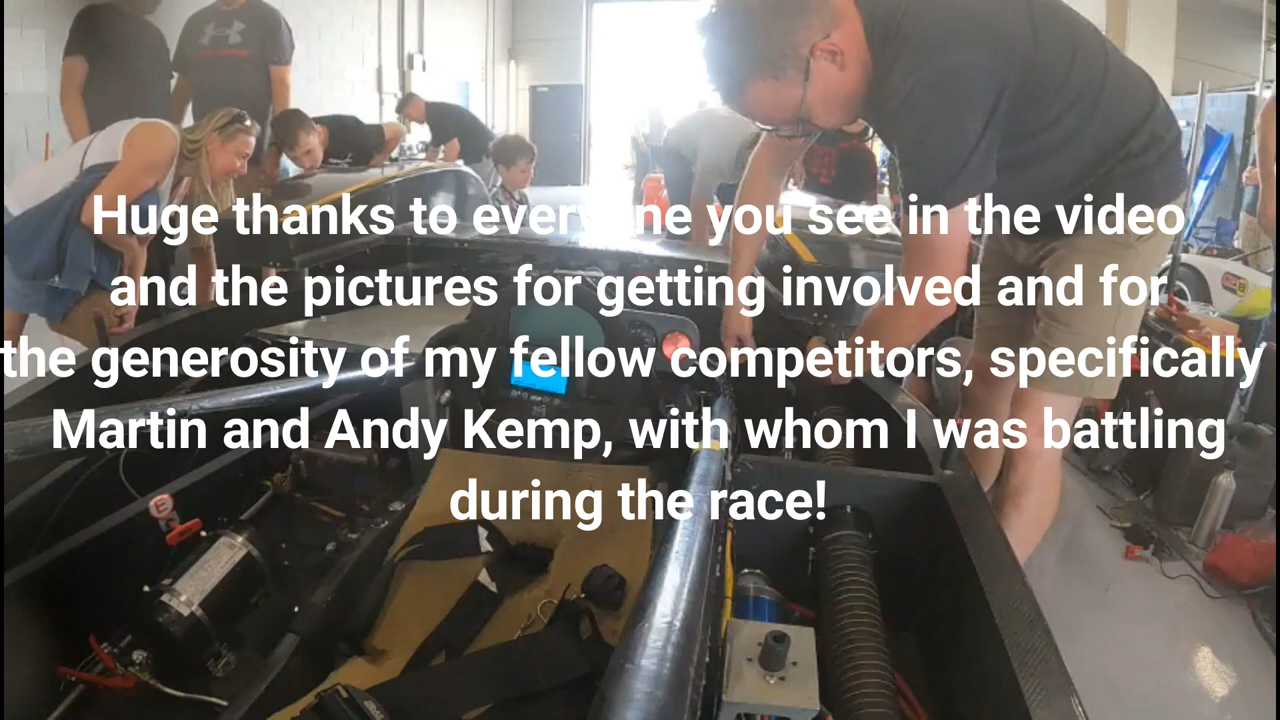 Huge thanks to everyone you see in the video
and the pictures for getting involved and for
the generosity of my fellow competitors, specifically
Martin and Andy Kemp, with whom I was battling
during the race!
E